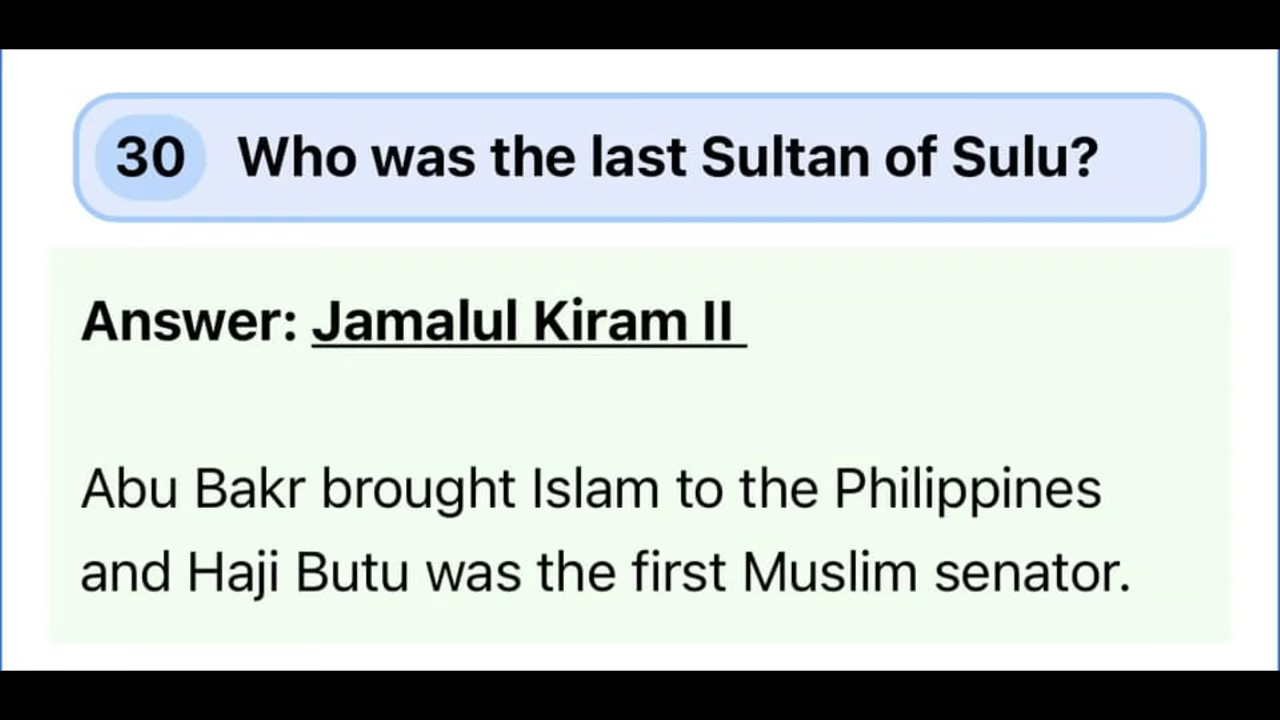 30 Who was the last Sultan of Sulu?
Answer: Jamalul Kiram II
Abu Bakr brought Islam to the Philippines
and Haji Butu was the first Muslim senator.